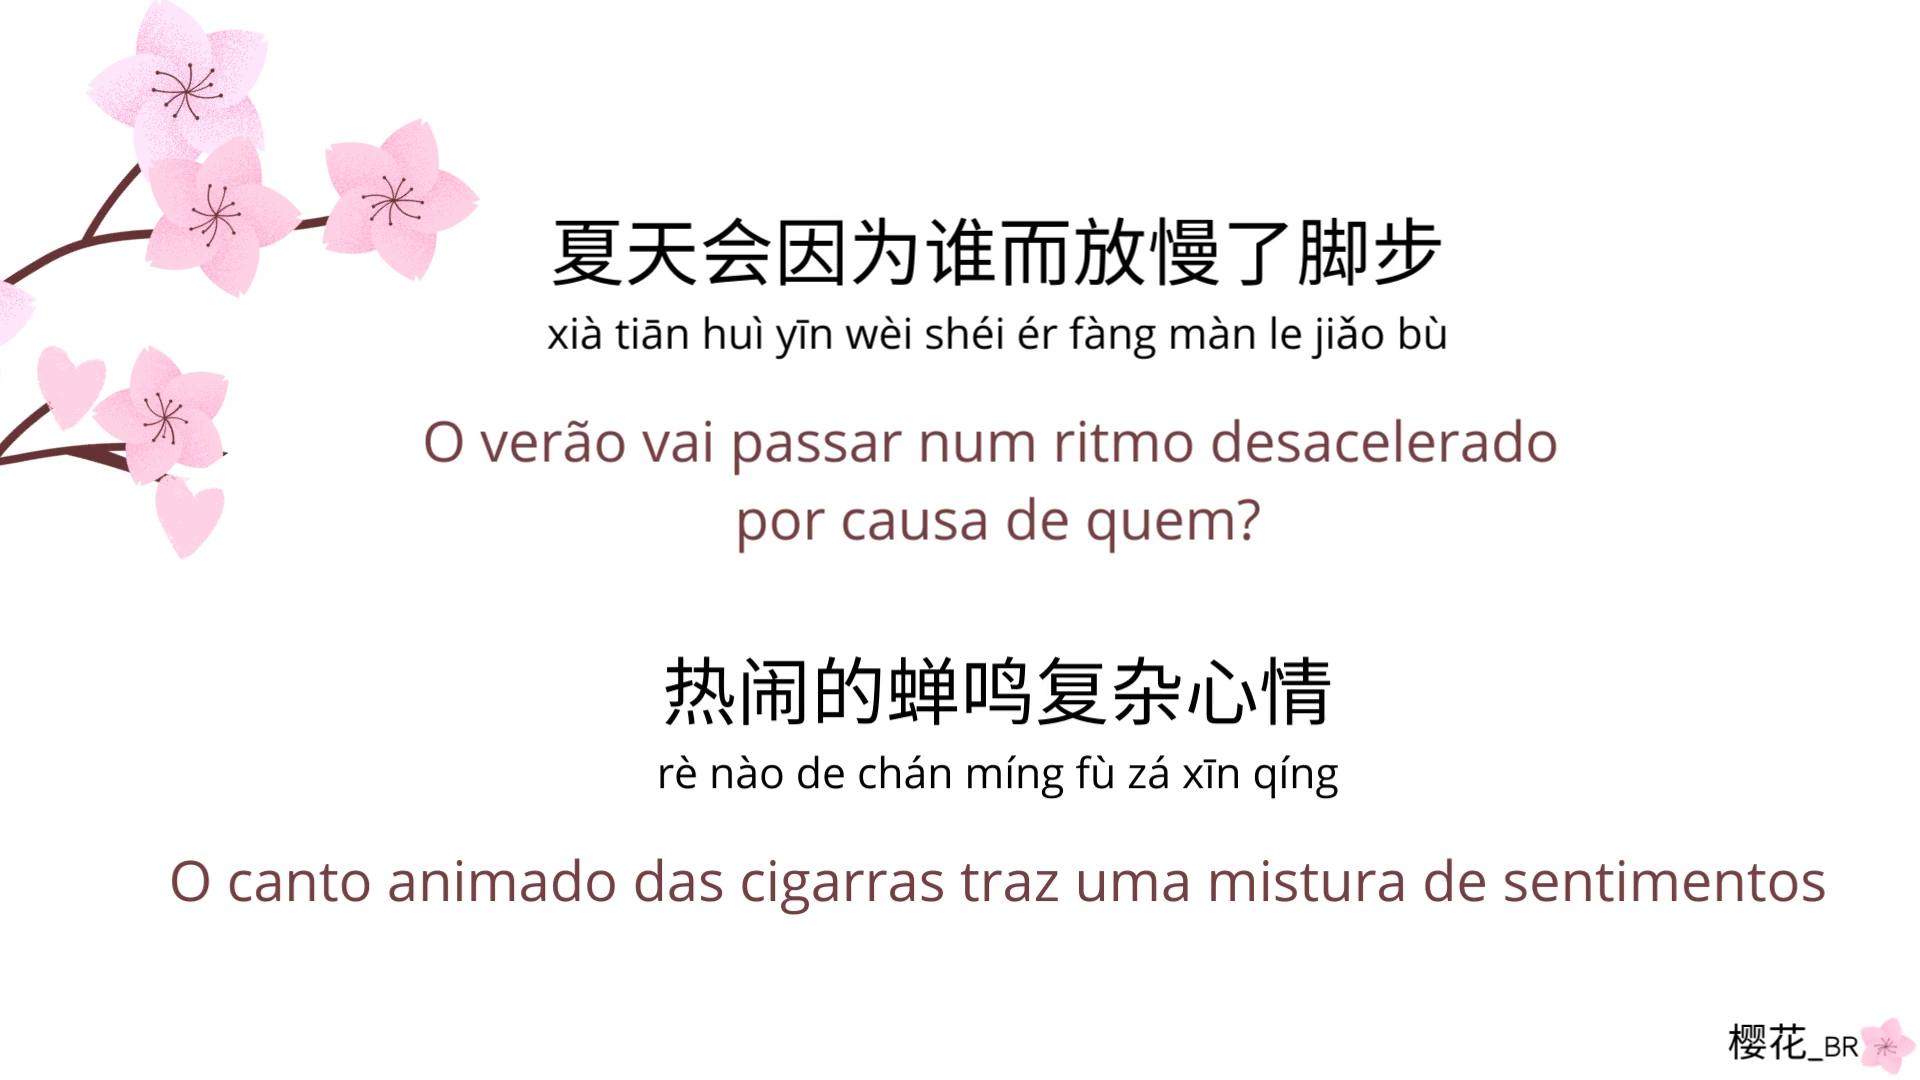 夏天会因为谁而放慢了脚步
xià tiān huì yīn wèi shéi ér fàng màn le jiǎo bù
O verão vai passar num ritmo desacelerado
por causa de quem?
热闹的蝉鸣复杂心情
rè nào de chán míng fù zá xīn qíng
O canto animado das cigarras traz uma mistura de sentimentos
樱花_BR